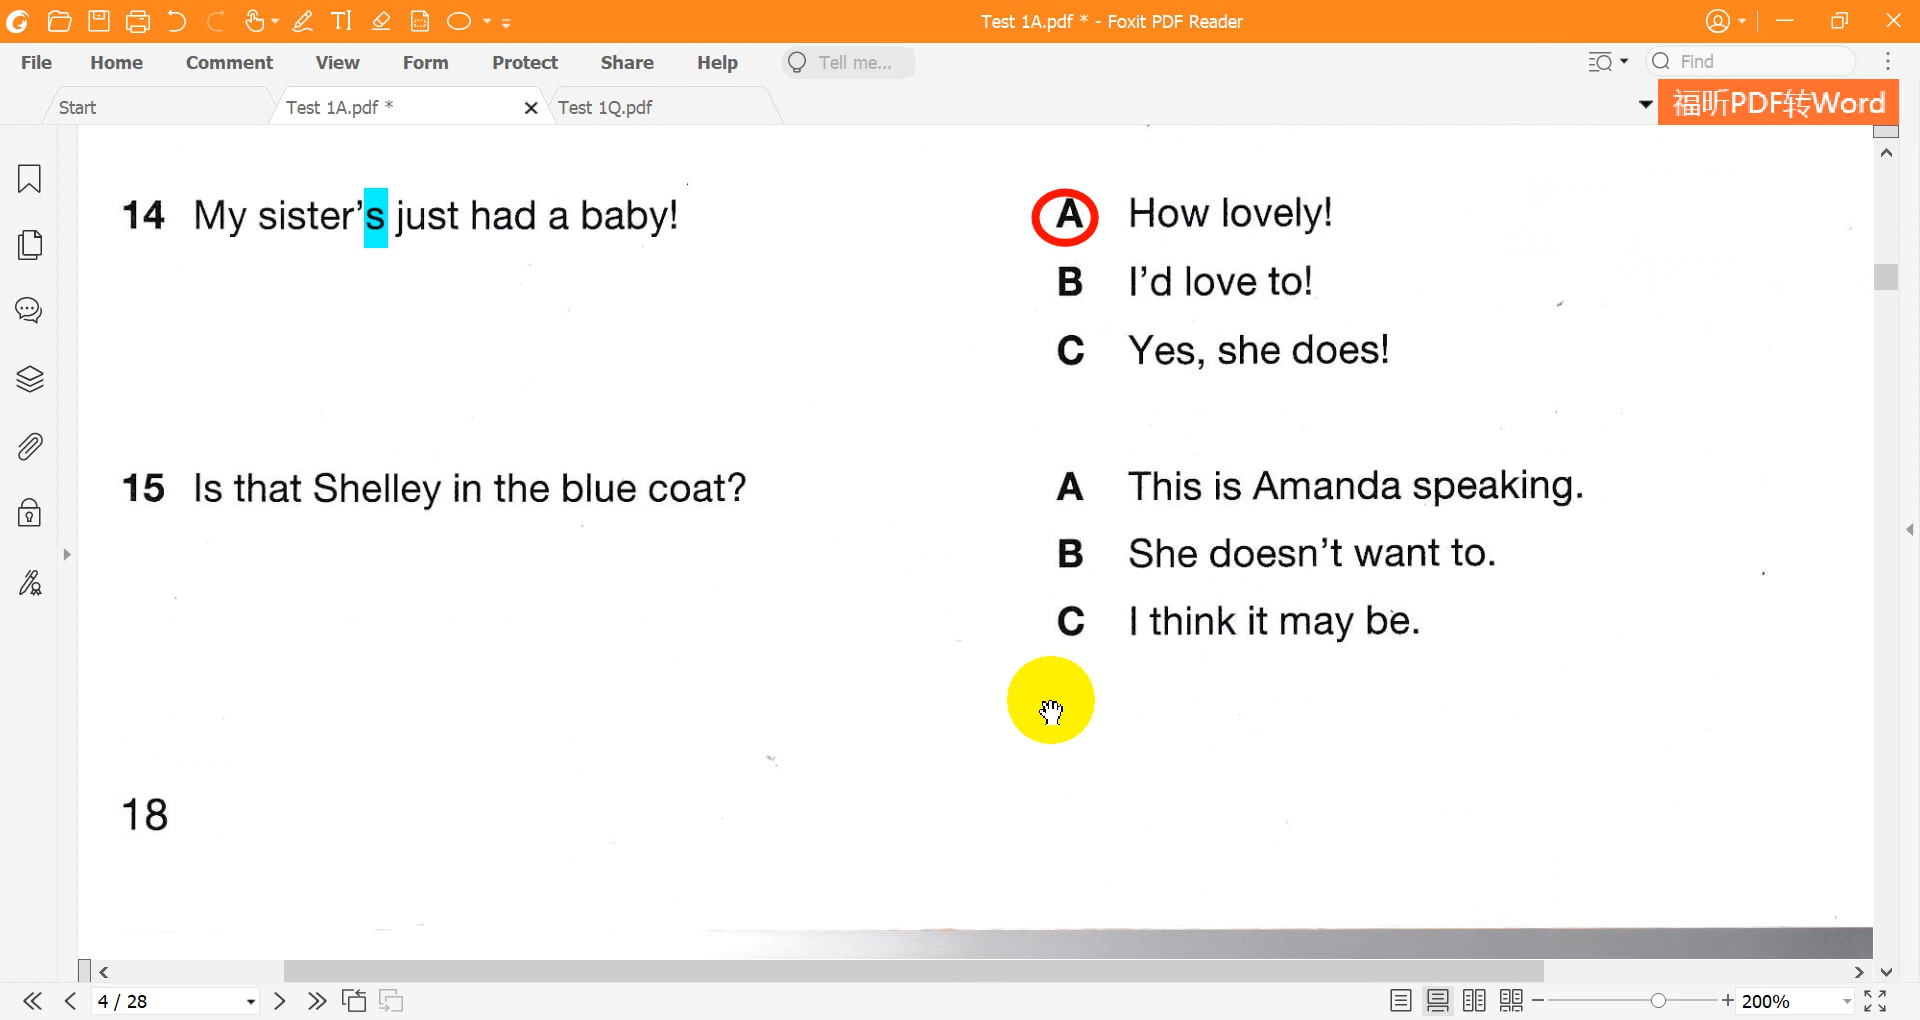 Test 1A.pdf * - Foxit PDF Reader
File Home Comment View Form Protect Share Help Tell me... Find
Start Test 1A.pdf * Test 1Q.pdf 福昕PDF转Word
14 My sister's just had a baby!
A How lovely!
B I'd love to!
C Yes, she does!
15 Is that Shelley in the blue coat?
A This is Amanda speaking.
B She doesn't want to.
C I think it may be.
18
4 / 28 200%